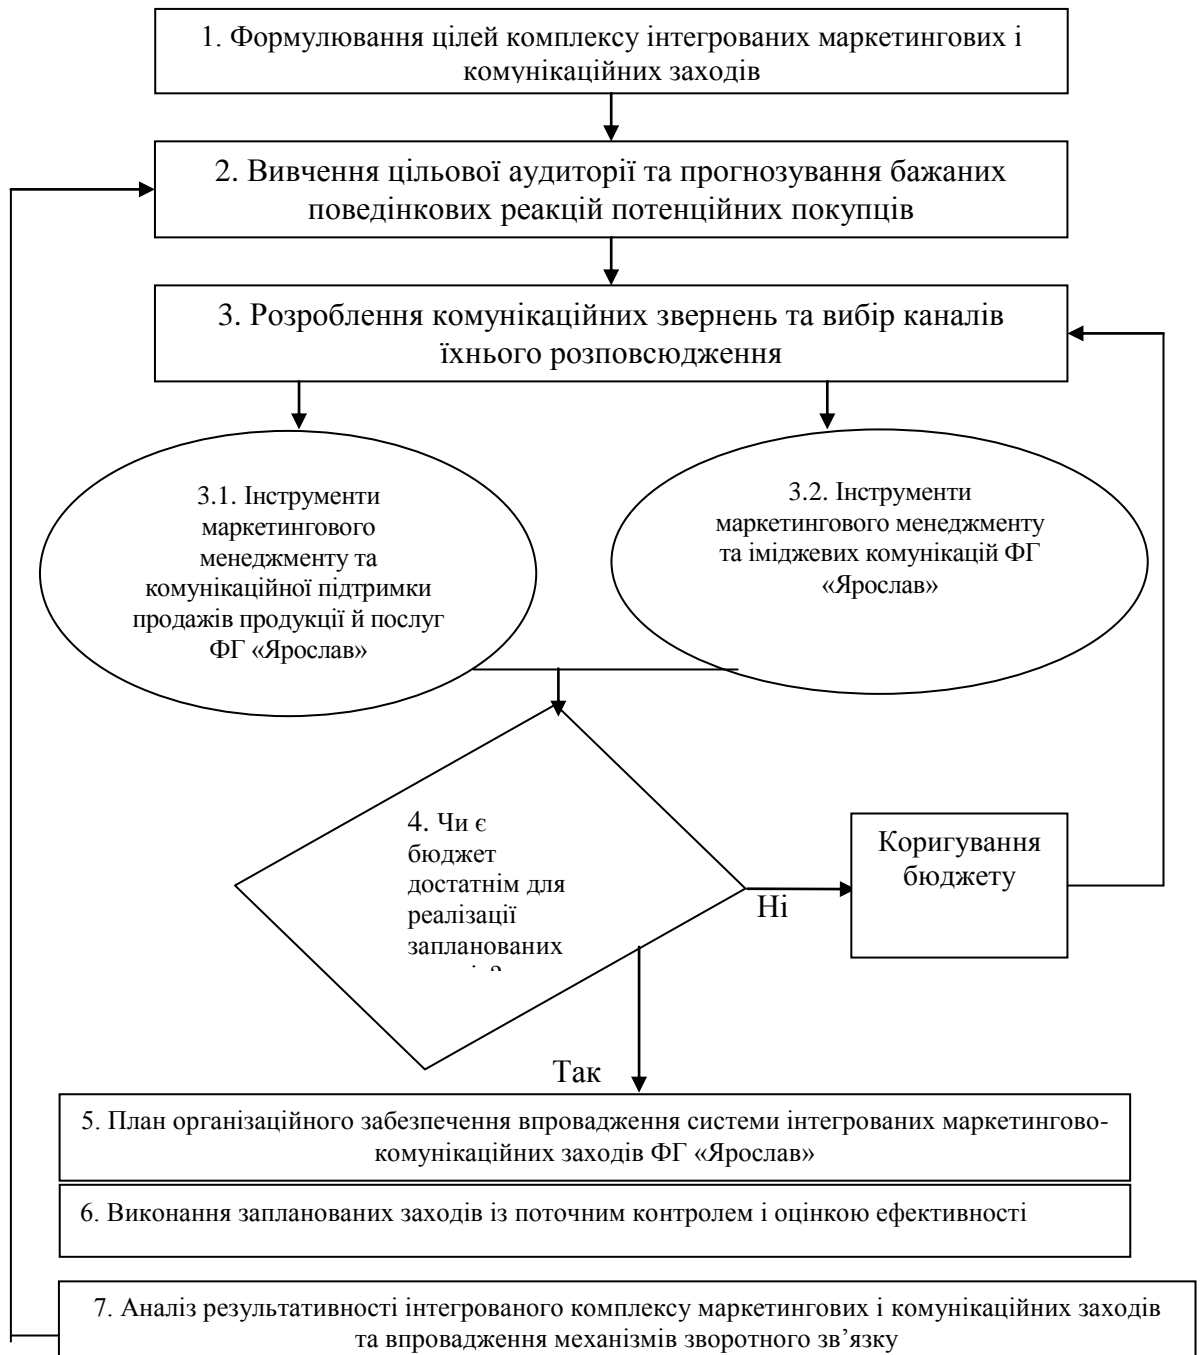 1. Формулювання цілей комплексу інтегрованих маркетингових і
комунікаційних заходів
2. Вивчення цільової аудиторії та прогнозування бажаних
поведінкових реакцій потенційних покупців
3. Розроблення комунікаційних звернень та вибір каналів
їхнього розповсюдження
3.1. Інструменти
маркетингового
менеджменту та
комунікаційної підтримки
продажів продукції й послуг
ФГ «Ярослав»
3.2. Інструменти
маркетингового менеджменту
та іміджевих комунікацій ФГ
«Ярослав»
4. Чи є
бюджет
достатнім для
реалізації
запланованих
Ні
Коригування
бюджету
Так
5. План організаційного забезпечення впровадження системи інтегрованих маркетингово-
комунікаційних заходів ФГ «Ярослав»
6. Виконання запланованих заходів із поточним контролем і оцінкою ефективності
7. Аналіз результативності інтегрованого комплексу маркетингових і комунікаційних заходів
та впровадження механізмів зворотного зв’язку